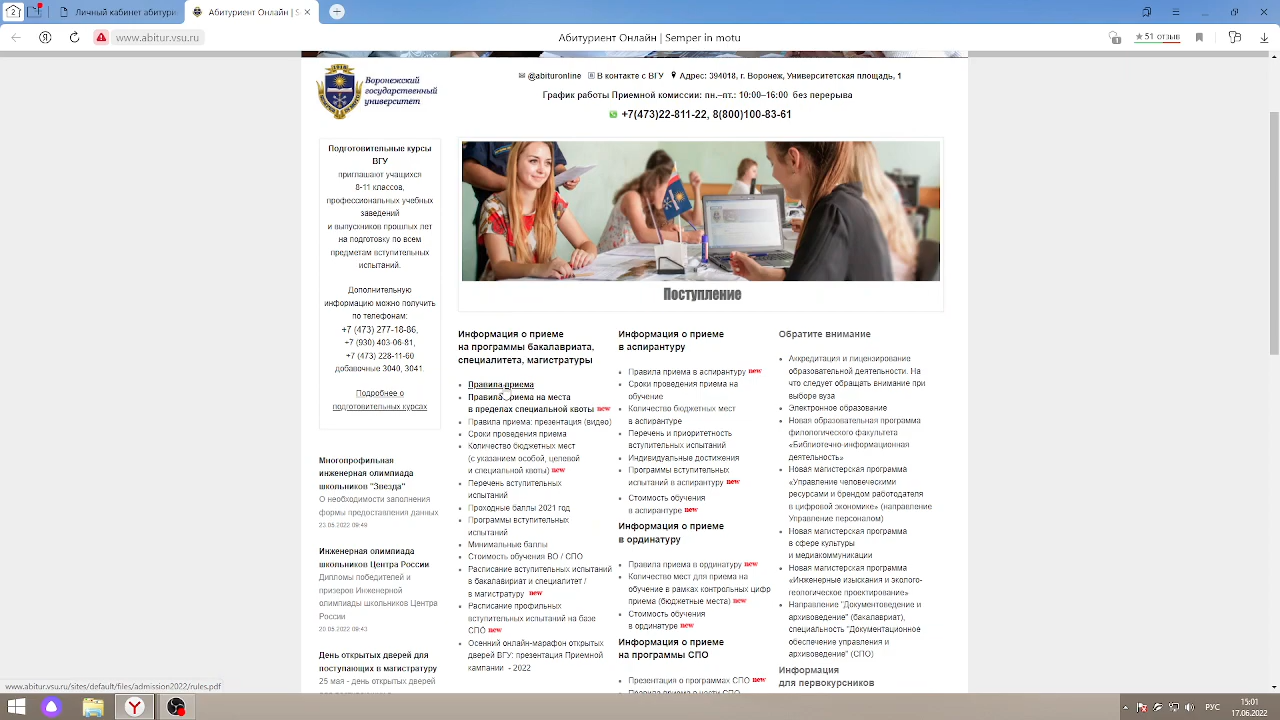 Личный кабинет абитурие
Абитуриент Онлайн | S
www.abitur.vsu.ru
Абитуриент Онлайн | Sempre in motu
51 отзыв
1918
Воронежский
государственный
университет
@abituronline В контакте с ВГУ Адрес: 394018, г. Воронеж, Университетская площадь, 1
График работы Приемной комиссии: пн.–пт.: 10:00–16:00 без перерыва
+7(473)22-811-22, 8(800)100-83-61
Подготовительные курсы
ВГУ
приглашают учащихся
8-11 классов,
профессиональных учебных
заведений
и выпускников прошлых лет
на подготовку по всем
предметам вступительных
испытаний.
Дополнительную
информацию можно получить
по телефонам:
+7 (473) 277-18-86,
+7 (930) 403-06-81,
+7 (473) 228-11-60
добавочные 3040, 3041.
Подробнее о
подготовительных курсах
Многопрофильная
инженерная олимпиада
школьников "Звезда"
О необходимости заполнения
формы предоставления данных
23.05.2022 09:49
Инженерная олимпиада
школьников Центра России
Дипломы победителей и
призеров Инженерной
олимпиады школьников Центра
России
20.05.2022 09:43
День открытых дверей для
поступающих в магистратуру
25 мая - день открытых дверей
Поступление
Информация о приеме
на программы бакалавриата,
специалитета, магистратуры
Правила приема
Правила приема на места
в пределах специальной квоты new
Правила приема: презентация (видео)
Сроки проведения приема
Количество бюджетных мест
(с указанием особой, целевой
и специальной квоты) new
Перечень вступительных
испытаний
Проходные баллы 2021 год
Программы вступительных
испытаний
Минимальные баллы
Стоимость обучения ВО / СПО
Расписание вступительных испытаний
в бакалавриат и специалитет /
в магистратуру new
Расписание профильных
вступительных испытаний на базе
СПО new
Осенний онлайн-марафон открытых
дверей ВГУ: презентация Приемной
кампании - 2022
Информация о приеме
в аспирантуру
Правила приема в аспирантуру new
Сроки проведения приема на
обучение
Количество бюджетных мест
в аспирантуре
Перечень и приоритетность
вступительных испытаний
Индивидуальные достижения
Программы вступительных
испытаний в аспирантуру new
Стоимость обучения
в аспирантуре new
Информация о приеме
в ординатуру
Правила приема в ординатуру new
Количество мест для приема на
обучение в рамках контрольных цифр
приема (бюджетные места) new
Стоимость обучения
в ординатуре new
Информация о приеме
на программы СПО
Презентация о программах СПО new
Обратите внимание
Аккредитация и лицензирование
образовательной деятельности. На
что следует обращать внимание при
выборе вуза
Электронное образование
Новая образовательная программа
филологического факультета
«Библиотечно-информационная
деятельность»
Новая магистерская программа
«Управление человеческими
ресурсами и брендом работодателя
в цифровой экономике» (направление
Управление персоналом)
Новая магистерская программа
в сфере культуры
и медиакоммуникации
Новая магистерская программа
«Инженерные изыскания и эколого-
геологическое проектирование»
Направление "Документоведение и
архивоведение" (бакалавриат),
специальность "Документационное
обеспечение управления и
архивоведение" (СПО)
Информация
для первокурсников
www.abitur.vsu.ru/sites/default/files/admission2022/rules.pdf
РУС
15:01
17.06.2022